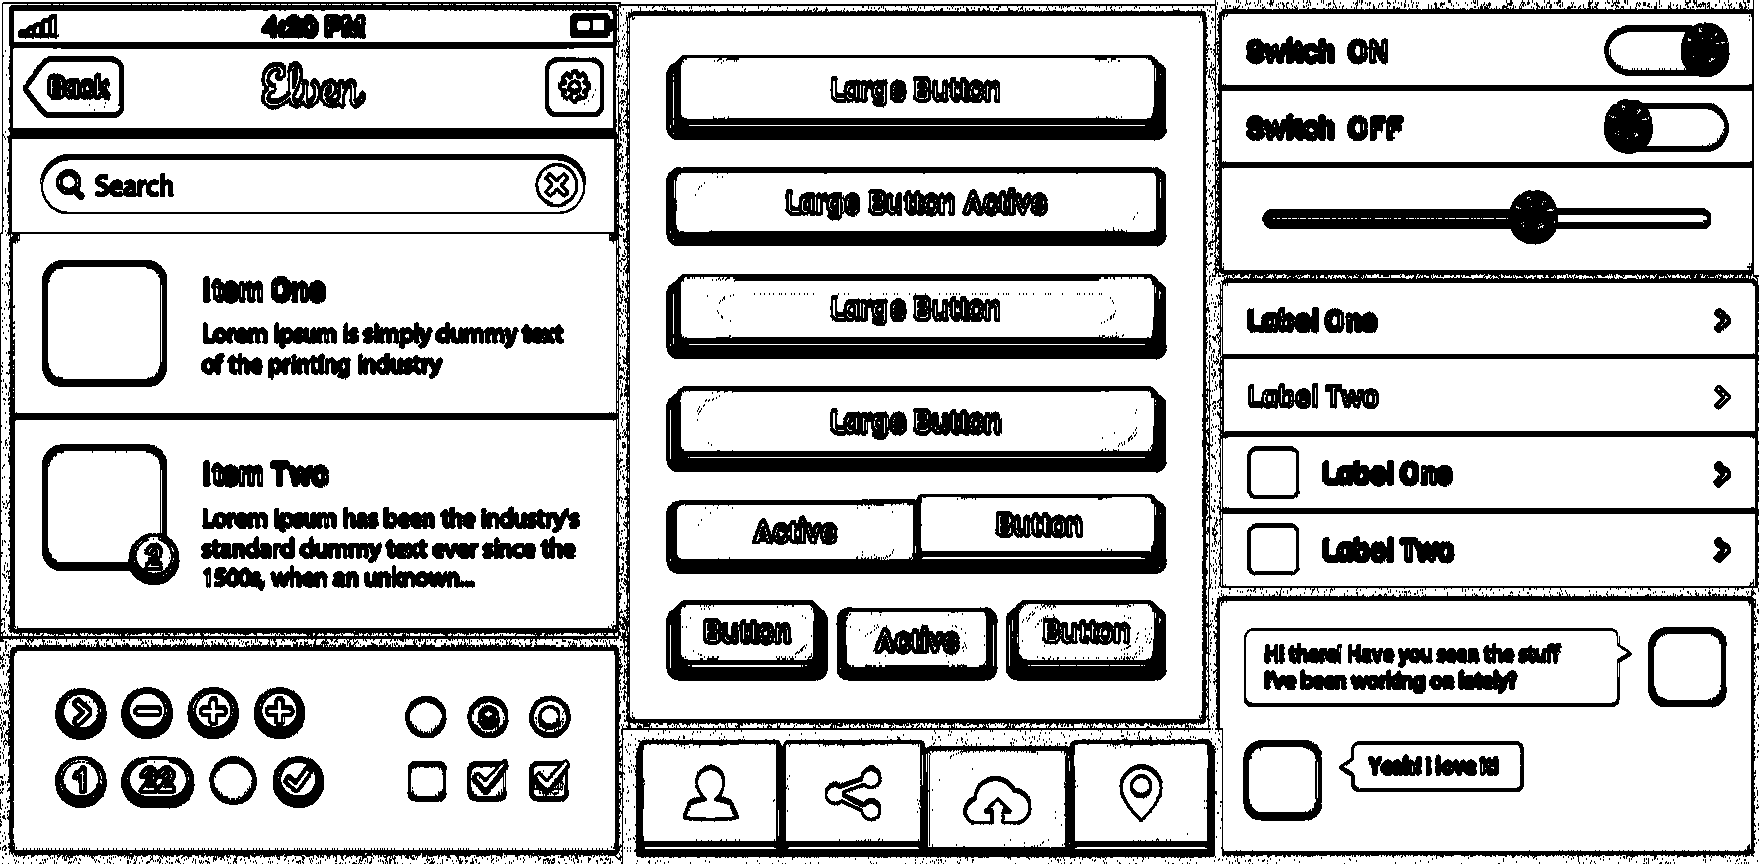 4:20 PM
Back
Elven
Search
Item One
Lorem Ipsum is simply dummy text
of the printing industry
Item Two
Lorem Ipsum has been the industry's
standard dummy text ever since the
1500s, when an unknown...
2
1
22
Large Button
Large Button Active
Large Button
Large Button
Active
Button
Button
Active
Button
Switch ON
Switch OFF
Label One
Label Two
Label One
Label Two
Hi there! Have you seen the stuff
I've been working on lately?
Yeah! I love it!